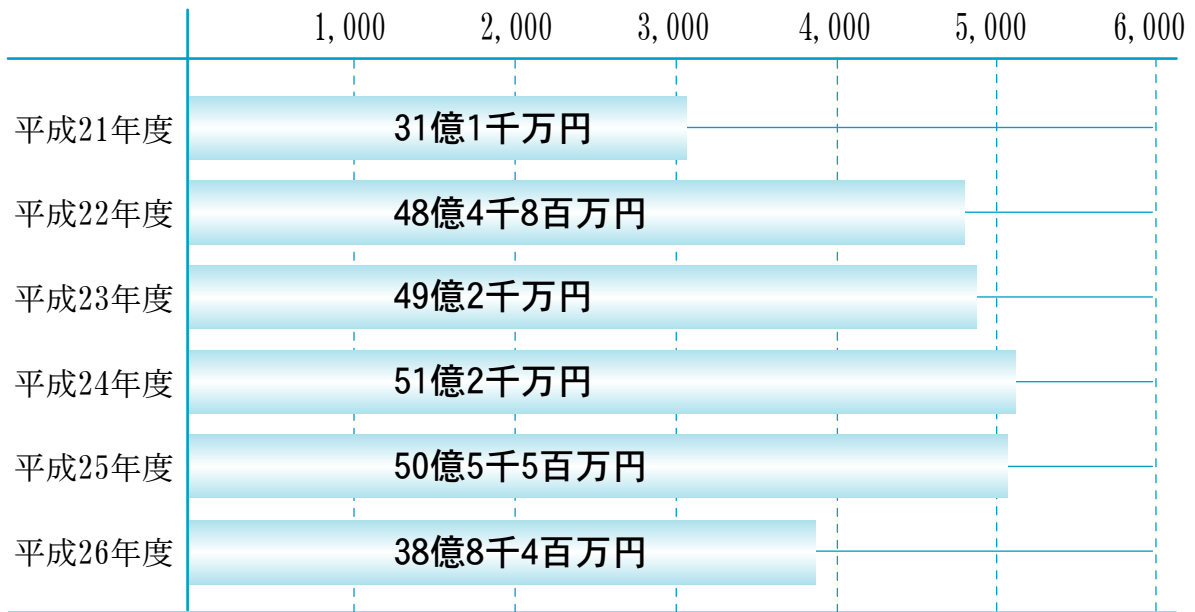 1,000 2,000 3,000 4,000 5,000 6,000
平成21年度 31億1千万円
平成22年度 48億4千8百万円
平成23年度 49億2千万円
平成24年度 51億2千万円
平成25年度 50億5千5百万円
平成26年度 38億8千4百万円